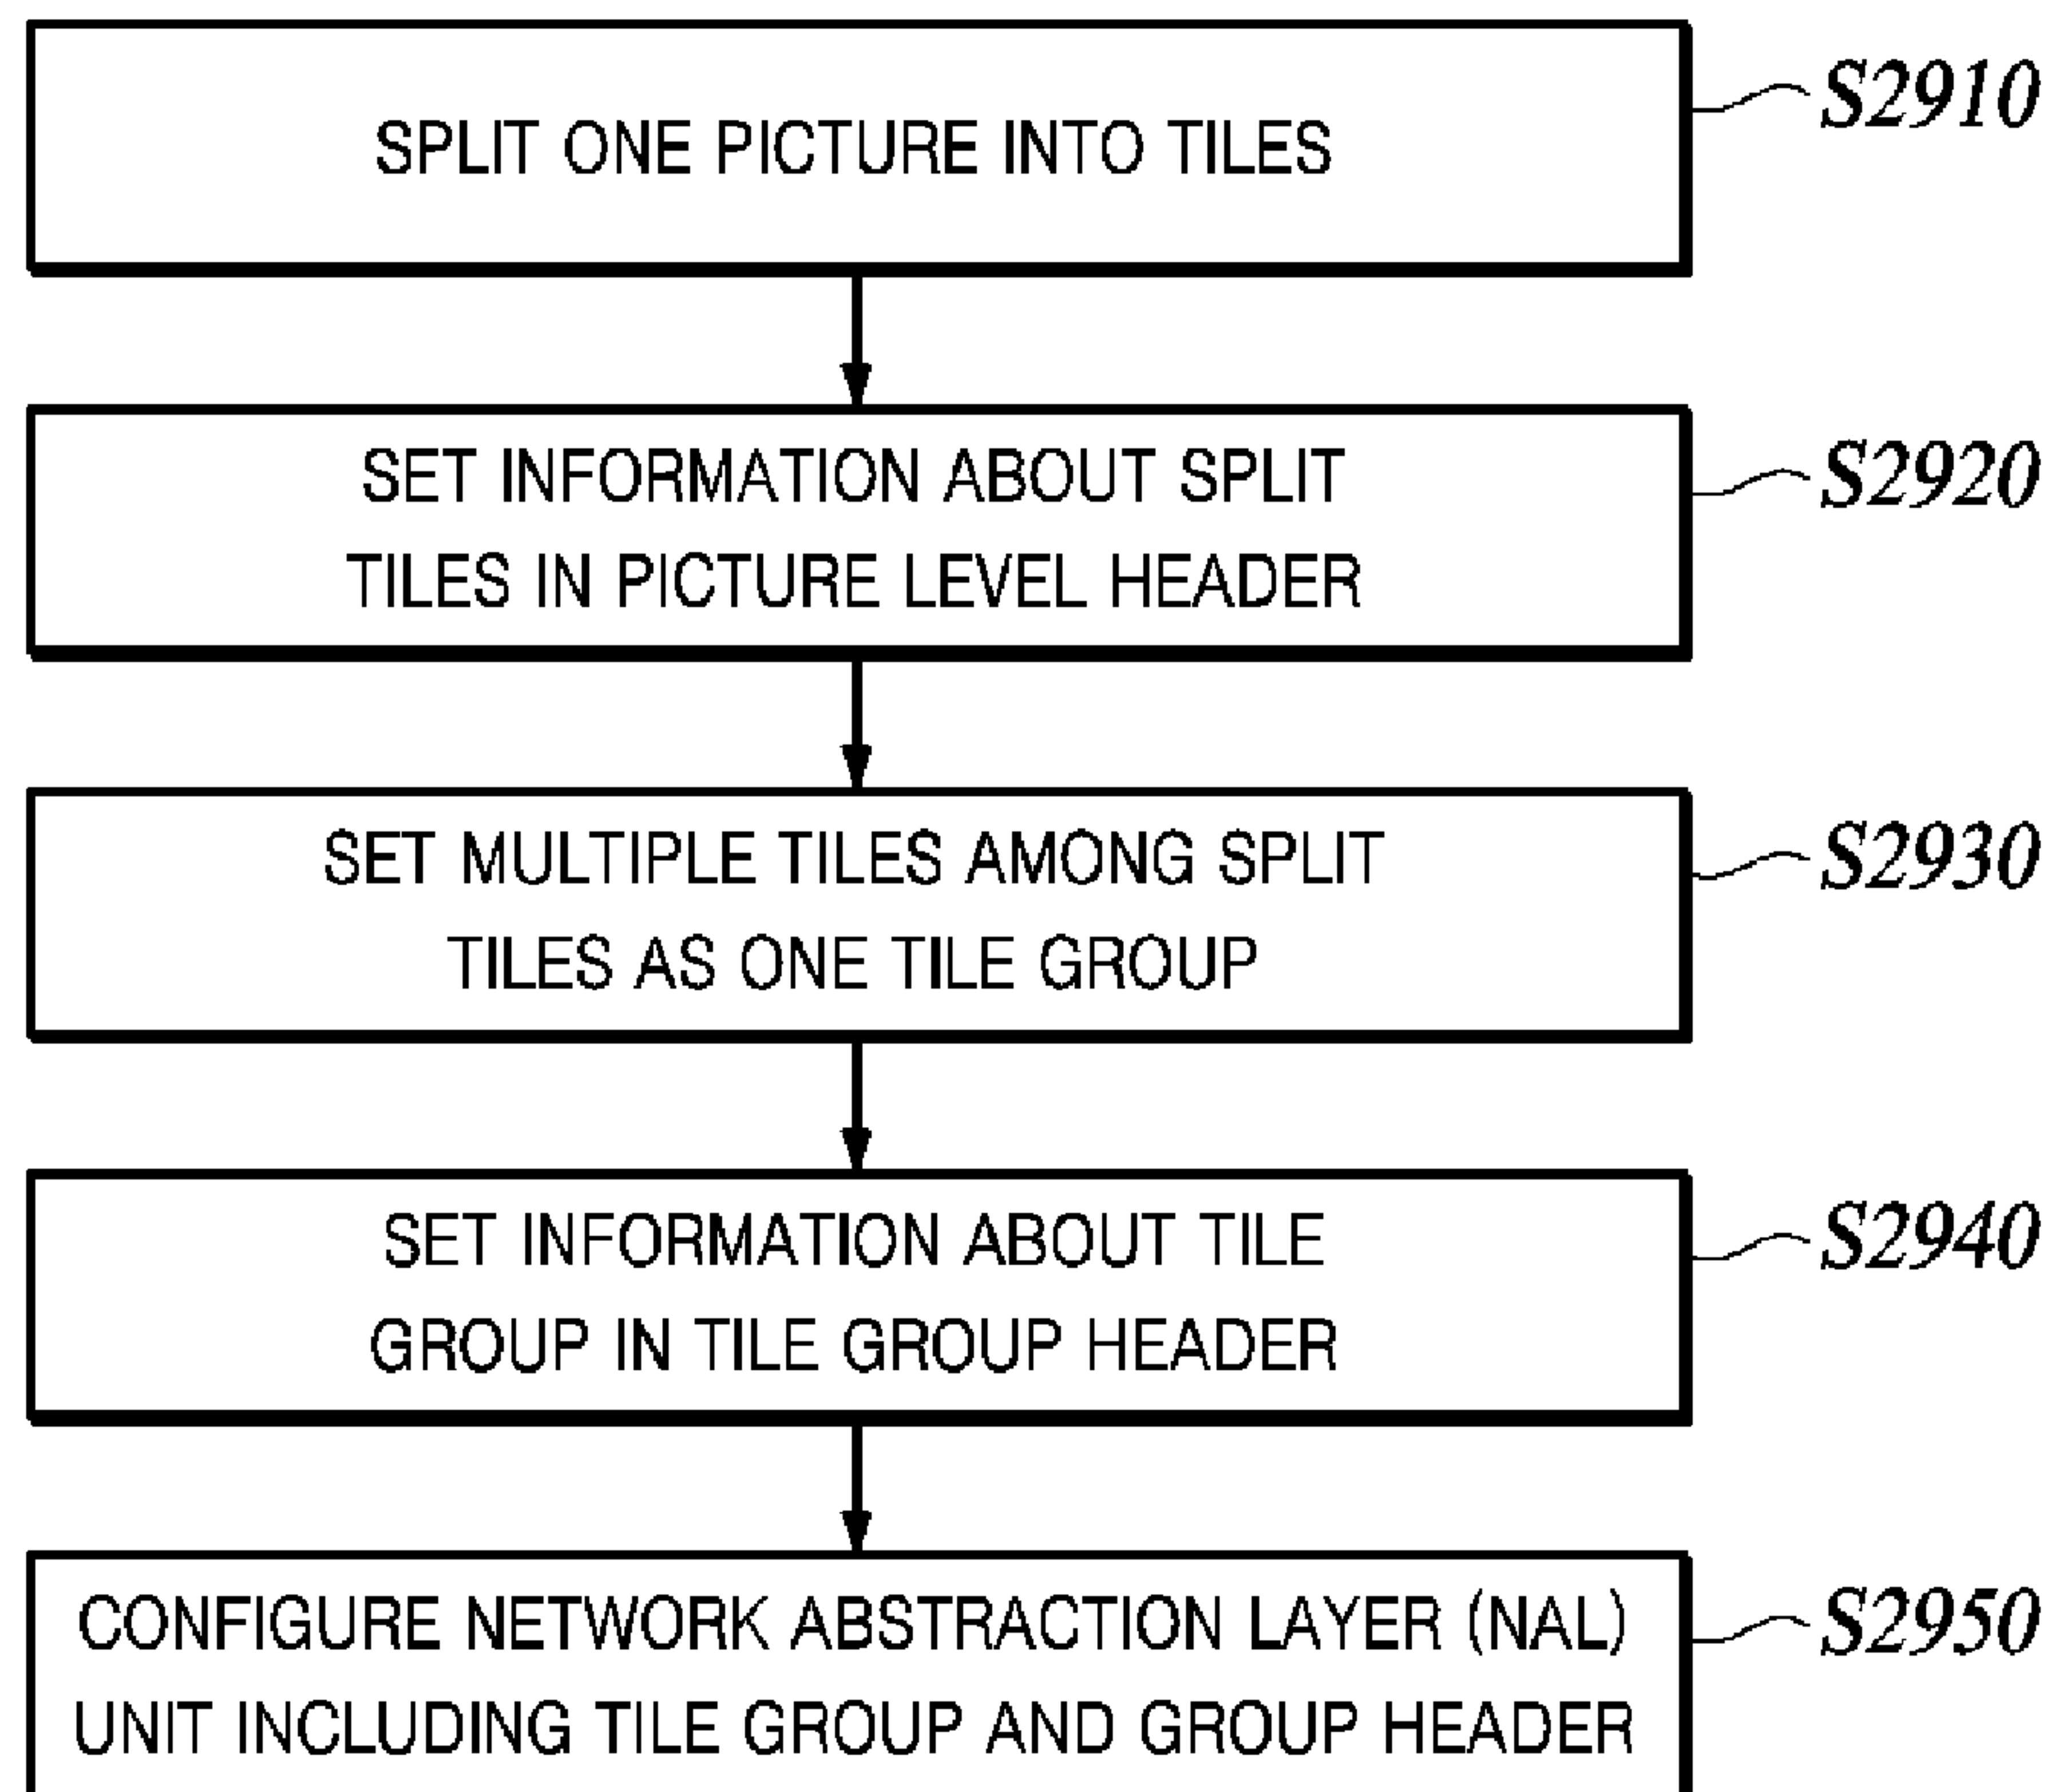 SPLIT ONE PICTURE INTO TILES
S2910
SET INFORMATION ABOUT SPLIT
TILES IN PICTURE LEVEL HEADER
S2920
SET MULTIPLE TILES AMONG SPLIT
TILES AS ONE TILE GROUP
S2930
SET INFORMATION ABOUT TILE
GROUP IN TILE GROUP HEADER
S2940
CONFIGURE NETWORK ABSTRACTION LAYER (NAL)
UNIT INCLUDING TILE GROUP AND GROUP HEADER
S2950